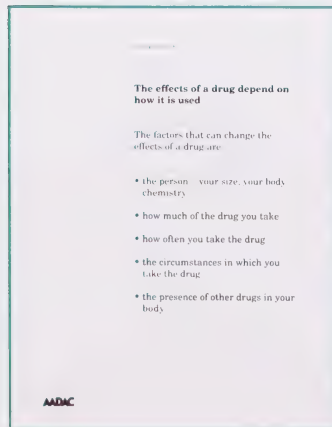 The effects of a drug depend on
how it is used
The factors that can change the
effects of a drug are
• the person your size, your body
chemistry
• how much of the drug you take
• how often you take the drug
• the circumstances in which you
take the drug
• the presence of other drugs in your
body
AADAC